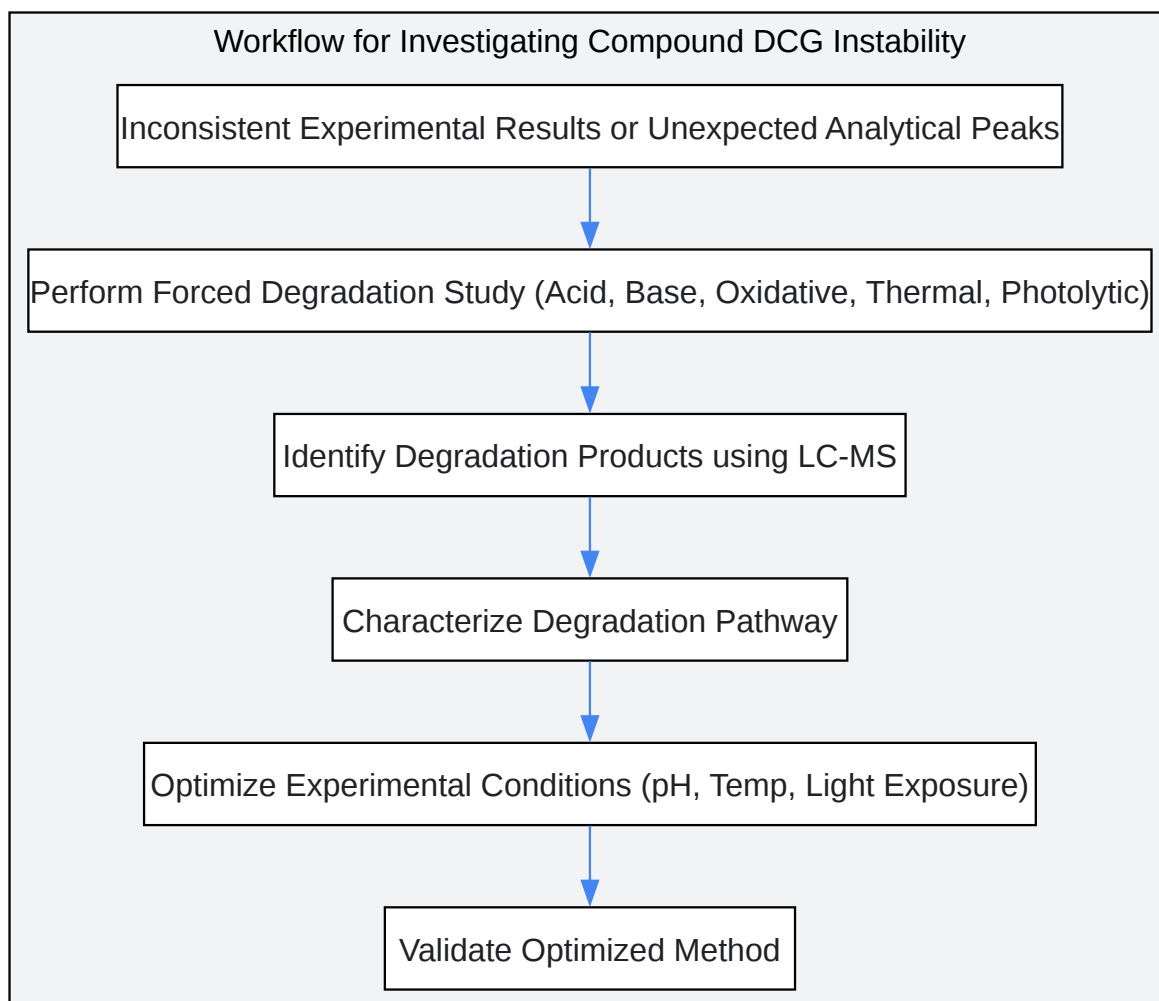 Workflow for Investigating Compound DCG Instability
Inconsistent Experimental Results or Unexpected Analytical Peaks
Perform Forced Degradation Study (Acid, Base, Oxidative, Thermal, Photolytic)
Identify Degradation Products using LC-MS
Characterize Degradation Pathway
Optimize Experimental Conditions (pH, Temp, Light Exposure)
Validate Optimized Method